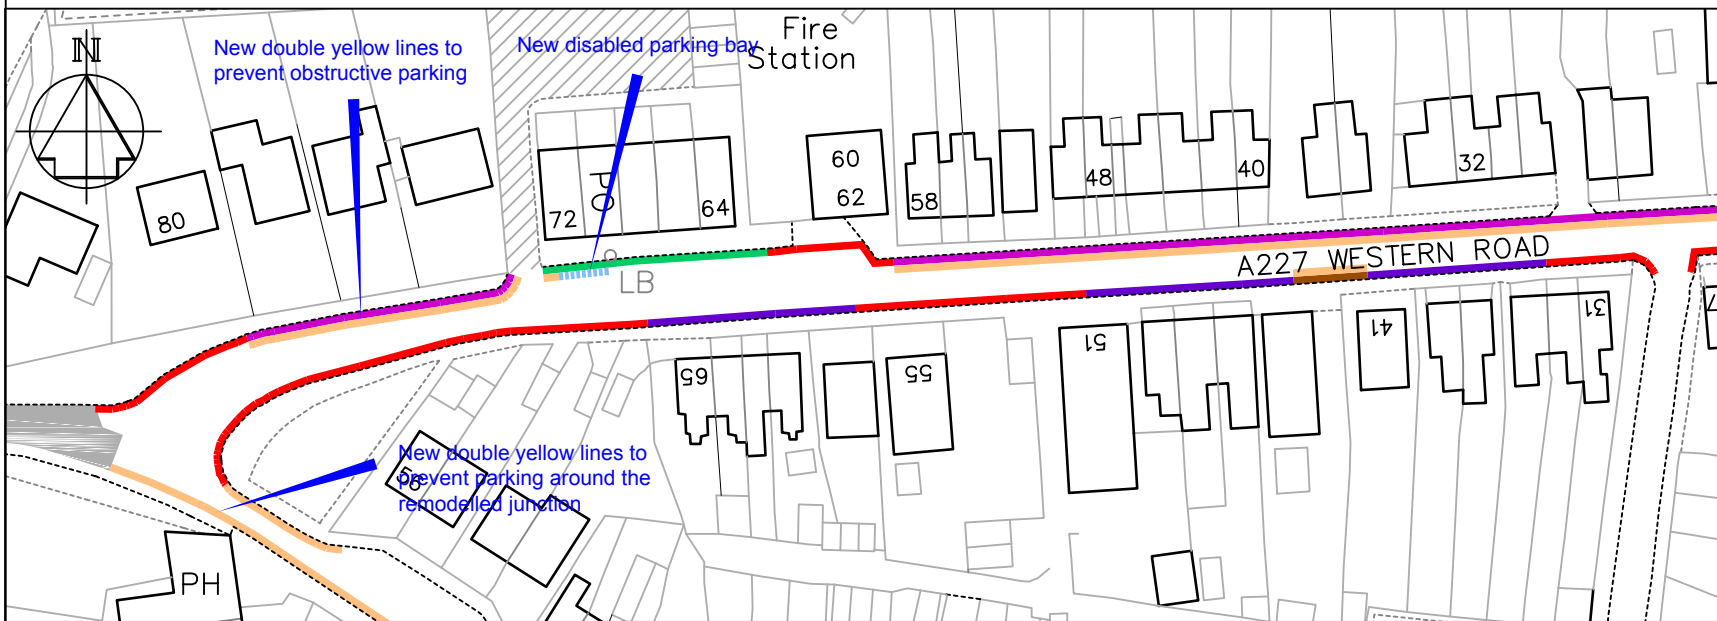 N
New double yellow lines to
prevent obstructive parking
New disabled parking bay
Fire
Station
80
72
PO
64
60
62
58
48
40
32
LB
A227 WESTERN ROAD
65
55
51
41
31
56
New double yellow lines to
prevent parking around the
remodelled junction
PH